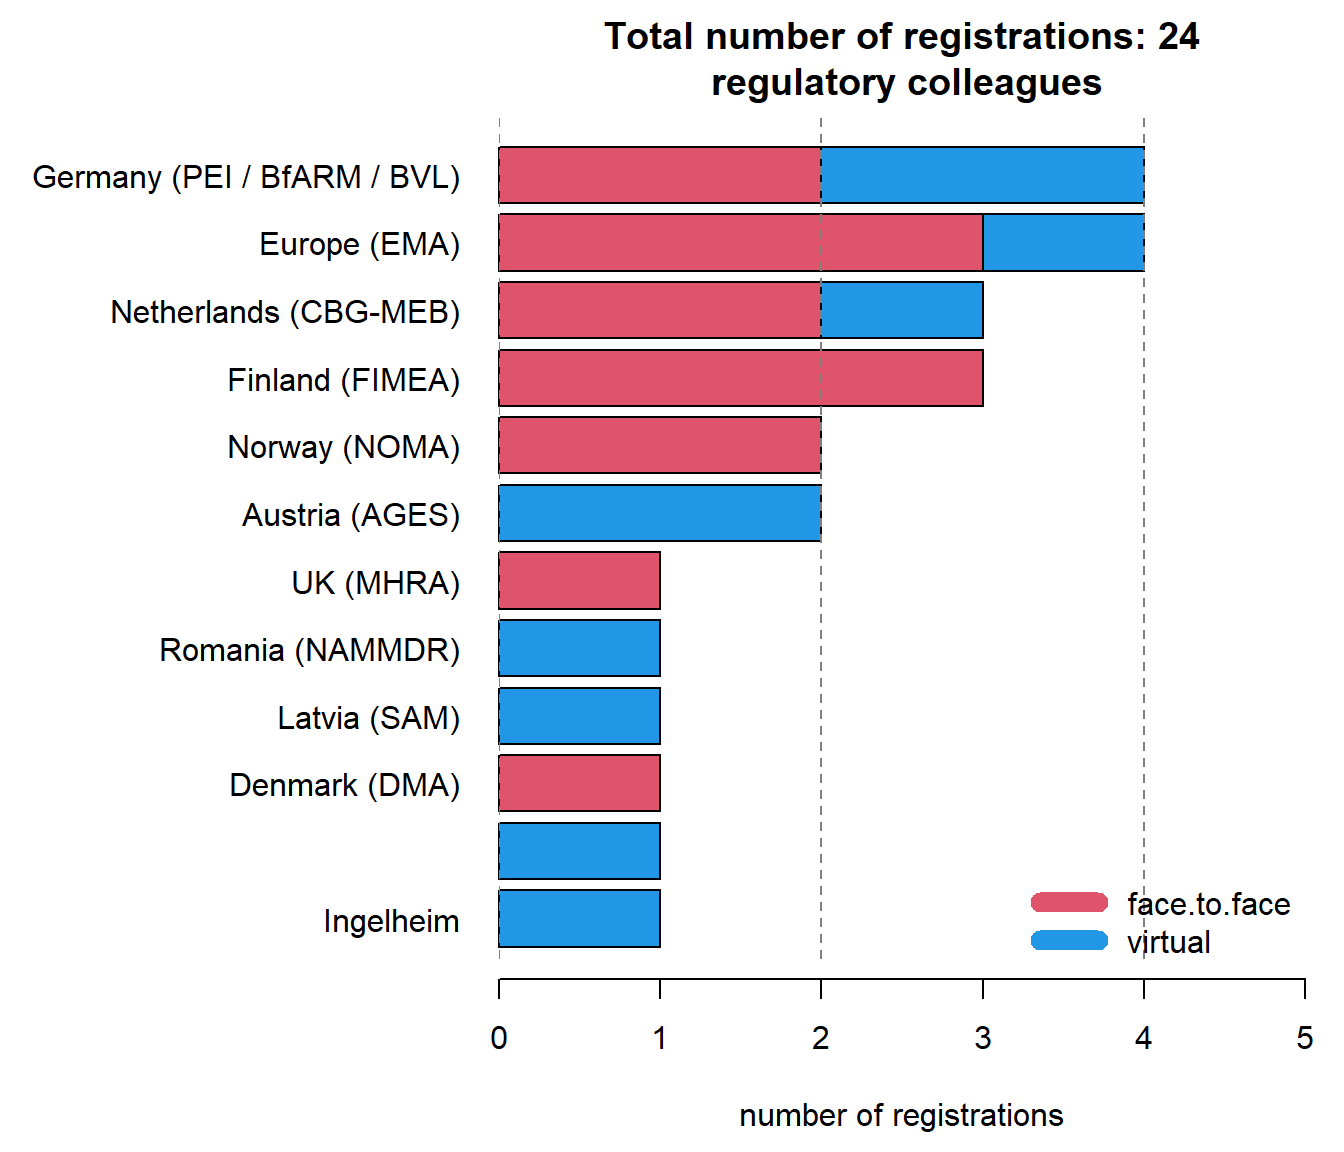 Total number of registrations: 24
regulatory colleagues
Germany (PEI / BfARM / BVL)
Europe (EMA)
Netherlands (CBG-MEB)
Finland (FIMEA)
Norway (NOMA)
Austria (AGES)
UK (MHRA)
Romania (NAMMDR)
Latvia (SAM)
Denmark (DMA)
Ingelheim
face.to.face
virtual
0 1 2 3 4 5
number of registrations